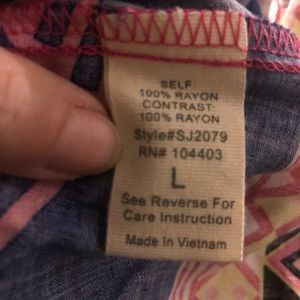 SELF:
100% RAYON
CONTRAST:
100% RAYON
Style#SJ2079
RN# 104403
L
See Reverse For
Care Instruction
Made In Vietnam